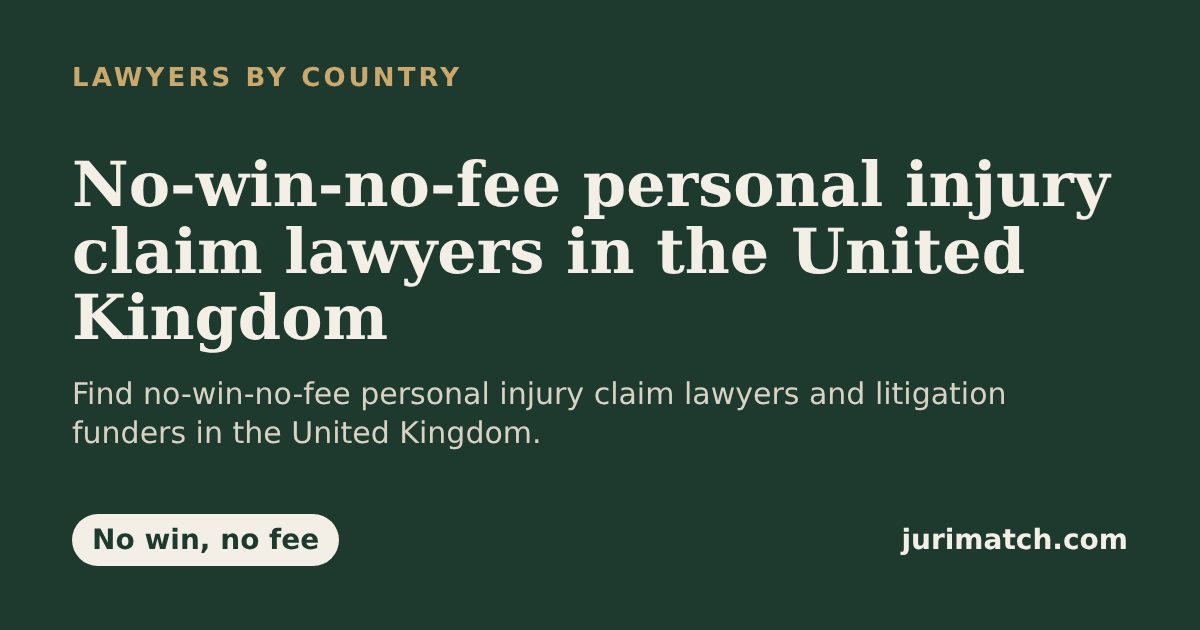 LAWYERS BY COUNTRY
No-win-no-fee personal injury
claim lawyers in the United
Kingdom
Find no-win-no-fee personal injury claim lawyers and litigation
funders in the United Kingdom.
No win, no fee
jurimatch.com